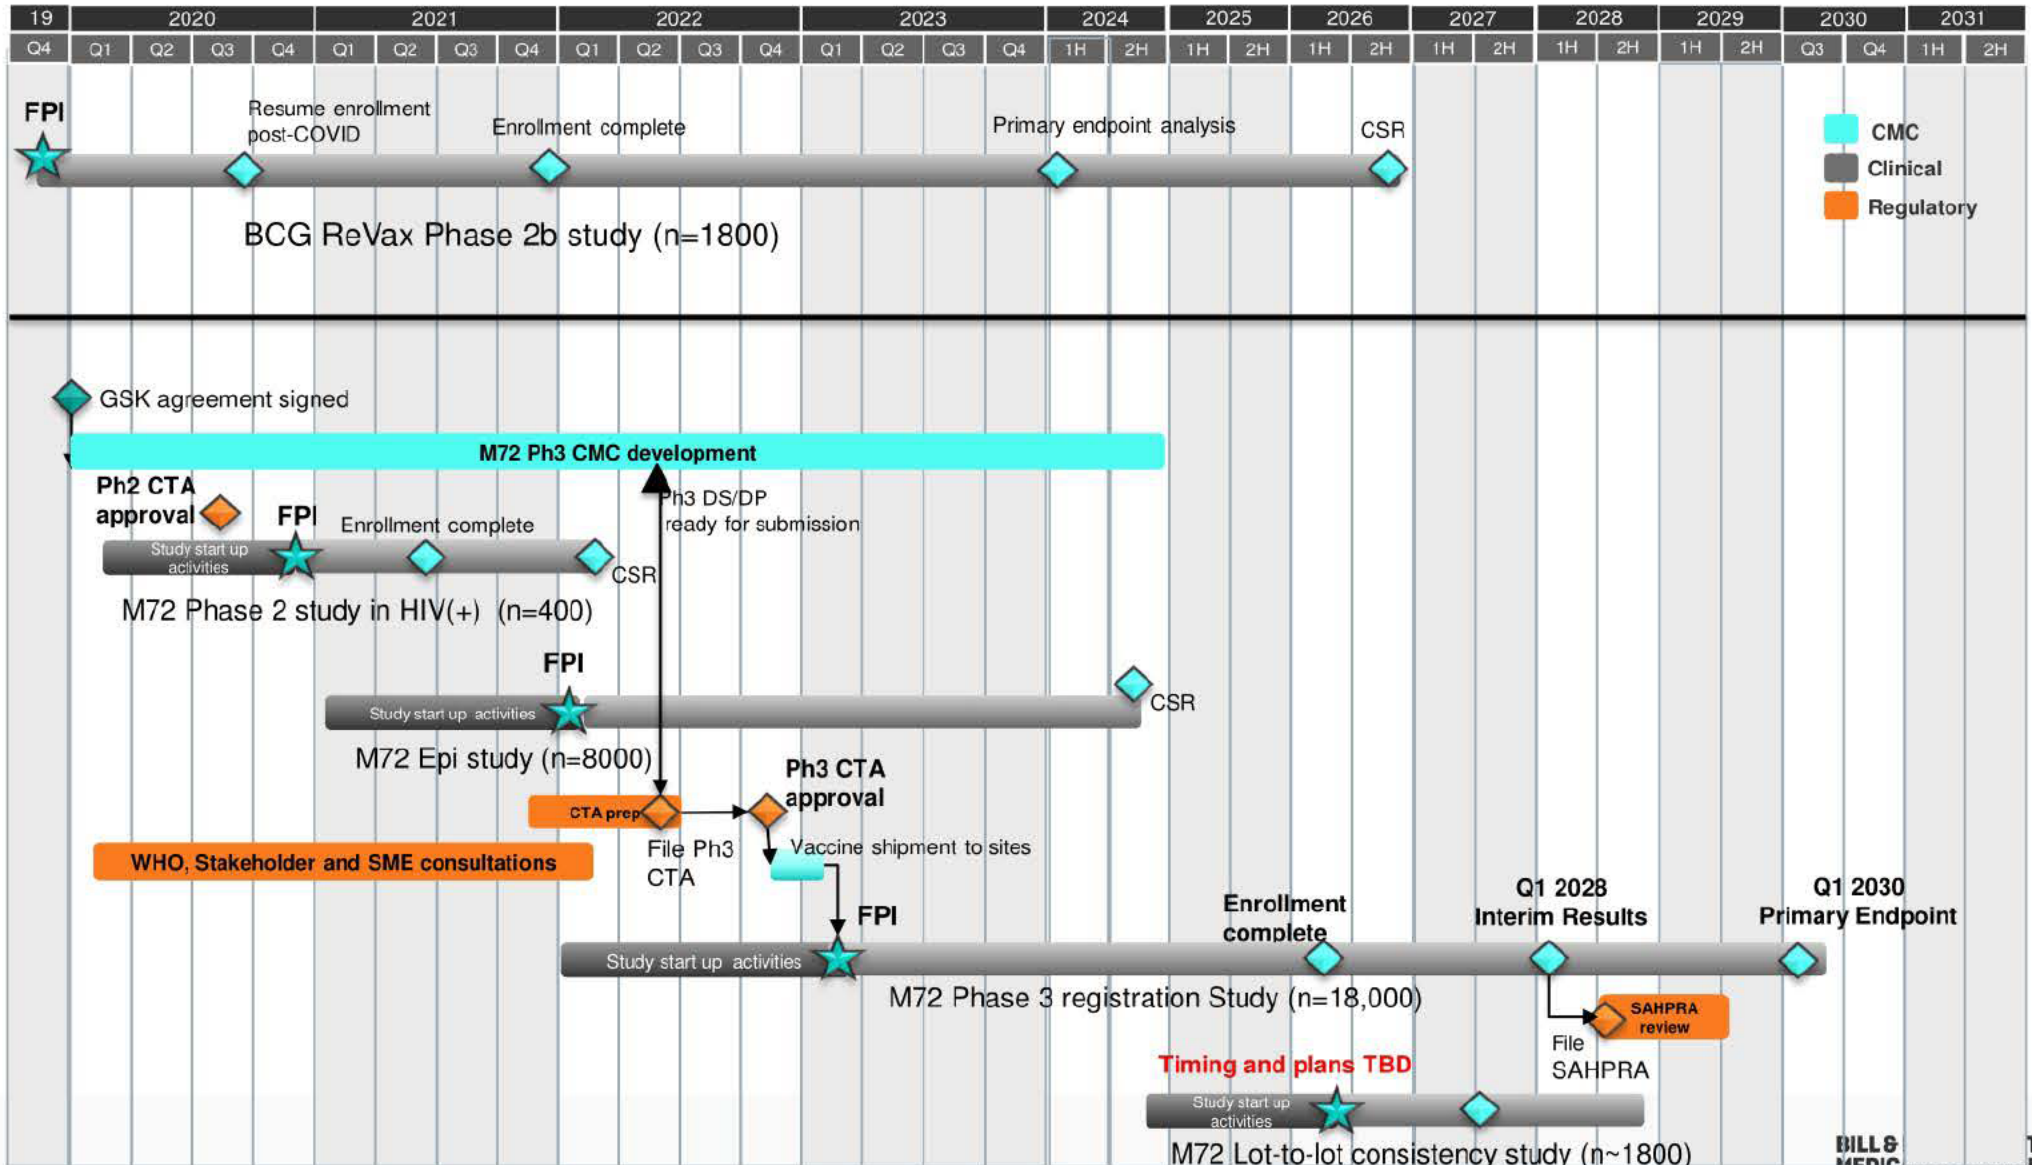 19 2020 2021 2022 2023 2024 2025 2026 2027 2028 2029 2030 2031
Q4 Q1 Q2 Q3 Q4 Q1 Q2 Q3 Q4 Q1 Q2 Q3 Q4 Q1 Q2 Q3 Q4 1H 2H 1H 2H 1H 2H 1H 2H 1H 2H 1H 2H Q3 Q4 1H 2H
FPI
Resume enrollment
post-COVID
Enrollment complete
Primary endpoint analysis
CSR
CMC
Clinical
Regulatory
BCG ReVax Phase 2b study (n=1800)
GSK agreement signed
M72 Ph3 CMC development
Ph2 CTA
approval
FPI
Enrollment complete
Ph3 DS/DP
ready for submission
Study start up
activities
CSR
M72 Phase 2 study in HIV(+) (n=400)
FPI
Study start up activities
CSR
M72 Epi study (n=8000)
Ph3 CTA
approval
CTA prep
File Ph3
CTA
Vaccine shipment to sites
WHO, Stakeholder and SME consultations
FPI
Enrollment
complete
Q1 2028
Interim Results
Q1 2030
Primary Endpoint
Study start up activities
M72 Phase 3 registration Study (n=18,000)
SAHPRA
review
File
SAHPRA
Timing and plans TBD
Study start up
activities
M72 Lot-to-lot consistency study (n~1800)
BILL &